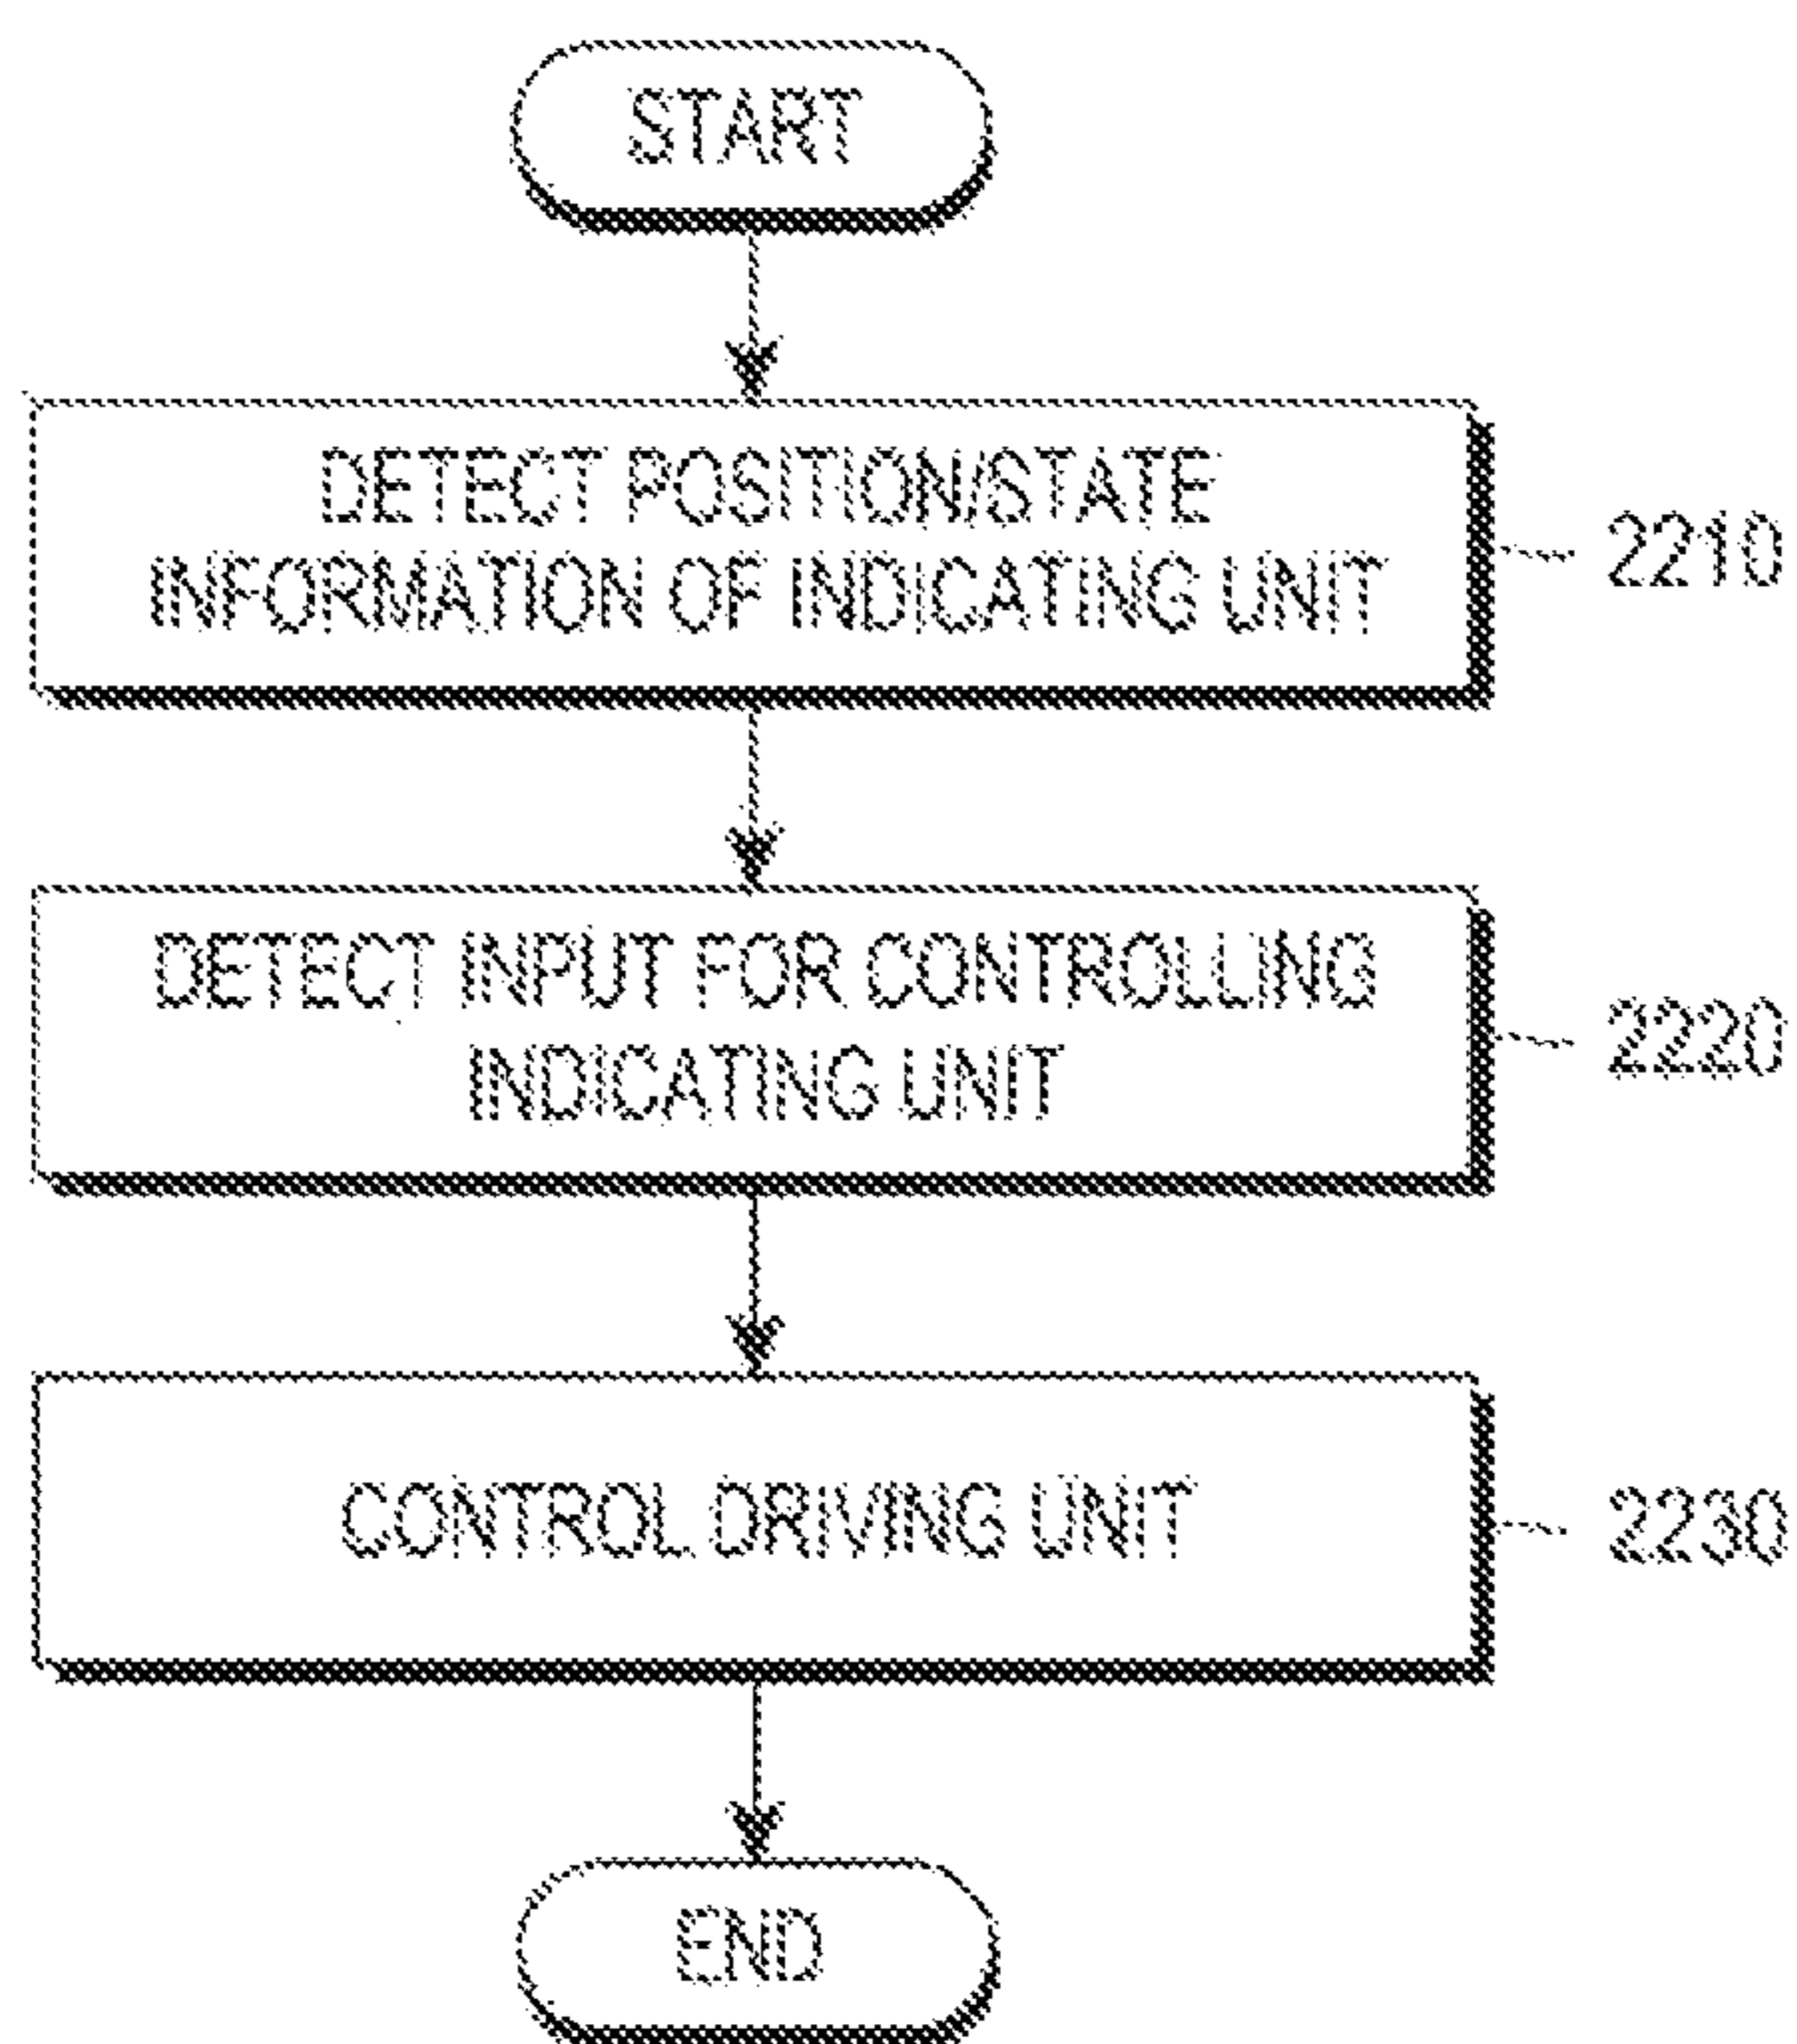 START
DETECT POSITION/STATE
INFORMATION OF INDICATING UNIT
2210
DETECT INPUT FOR CONTROLLING
INDICATING UNIT
2220
CONTROL DRIVING UNIT
2230
END